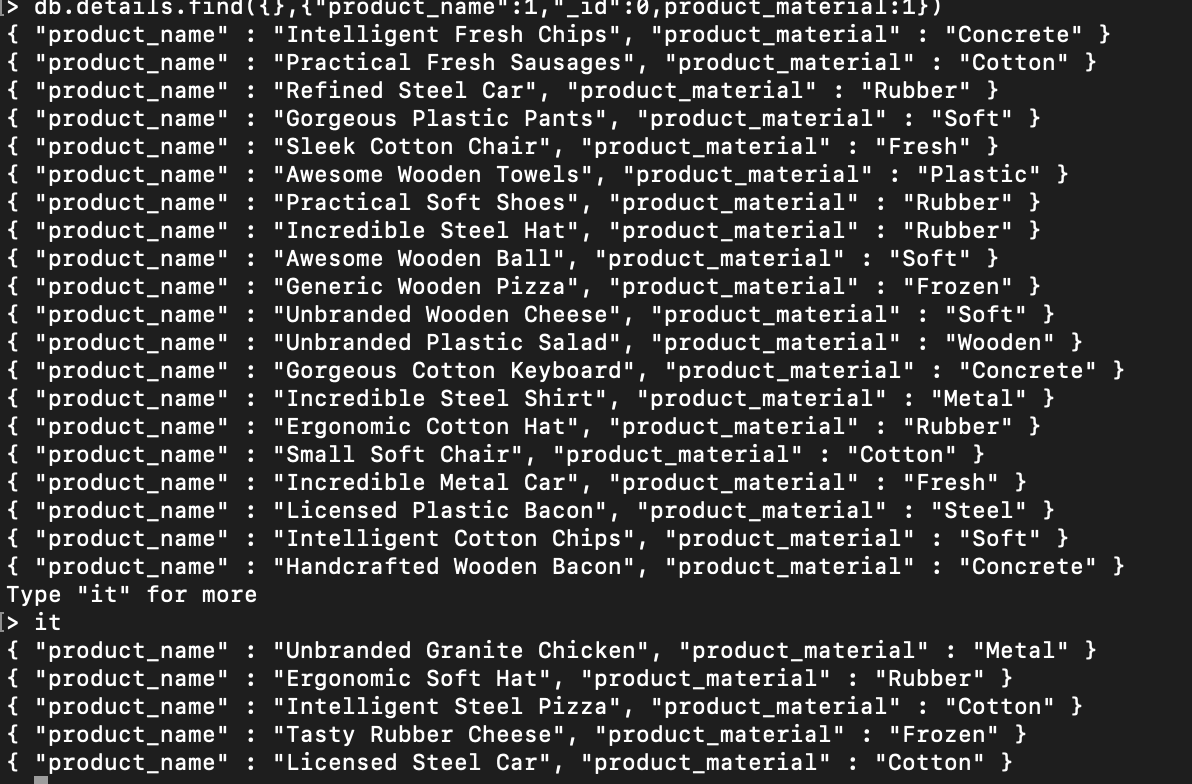 > db.details.find({},{"product_name":1,"_id":0,product_material:1})
{ "product_name" : "Intelligent Fresh Chips", "product_material" : "Concrete" }
{ "product_name" : "Practical Fresh Sausages", "product_material" : "Cotton" }
{ "product_name" : "Refined Steel Car", "product_material" : "Rubber" }
{ "product_name" : "Gorgeous Plastic Pants", "product_material" : "Soft" }
{ "product_name" : "Sleek Cotton Chair", "product_material" : "Fresh" }
{ "product_name" : "Awesome Wooden Towels", "product_material" : "Plastic" }
{ "product_name" : "Practical Soft Shoes", "product_material" : "Rubber" }
{ "product_name" : "Incredible Steel Hat", "product_material" : "Rubber" }
{ "product_name" : "Awesome Wooden Ball", "product_material" : "Soft" }
{ "product_name" : "Generic Wooden Pizza", "product_material" : "Frozen" }
{ "product_name" : "Unbranded Wooden Cheese", "product_material" : "Soft" }
{ "product_name" : "Unbranded Plastic Salad", "product_material" : "Wooden" }
{ "product_name" : "Gorgeous Cotton Keyboard", "product_material" : "Concrete" }
{ "product_name" : "Incredible Steel Shirt", "product_material" : "Metal" }
{ "product_name" : "Ergonomic Cotton Hat", "product_material" : "Rubber" }
{ "product_name" : "Small Soft Chair", "product_material" : "Cotton" }
{ "product_name" : "Incredible Metal Car", "product_material" : "Fresh" }
{ "product_name" : "Licensed Plastic Bacon", "product_material" : "Steel" }
{ "product_name" : "Intelligent Cotton Chips", "product_material" : "Soft" }
{ "product_name" : "Handcrafted Wooden Bacon", "product_material" : "Concrete" }
Type "it" for more
> it
{ "product_name" : "Unbranded Granite Chicken", "product_material" : "Metal" }
{ "product_name" : "Ergonomic Soft Hat", "product_material" : "Rubber" }
{ "product_name" : "Intelligent Steel Pizza", "product_material" : "Cotton" }
{ "product_name" : "Tasty Rubber Cheese", "product_material" : "Frozen" }
{ "product_name" : "Licensed Steel Car", "product_material" : "Cotton" }